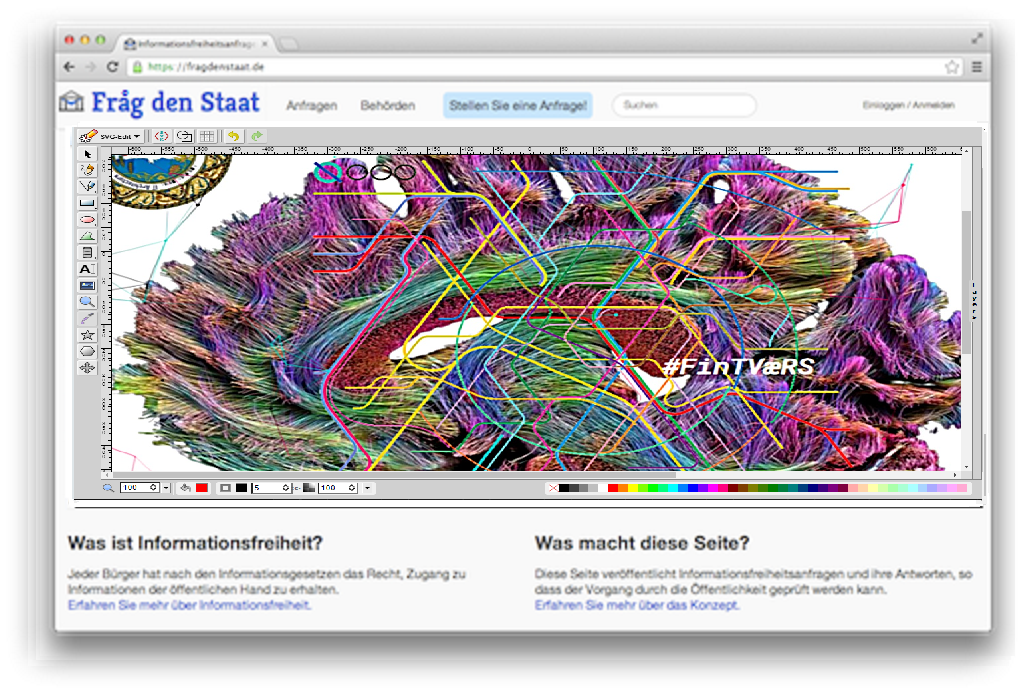 Informationsfreiheitsanfrag
https://fragdenstaat.de
Fråg den Staat
Anfragen
Behörden
Stellen Sie eine Anfrage!
Suchen
Einloggen / Anmelden
SVG-Edit
#FinTVæRS
100
5
100
Was ist Informationsfreiheit?
Jeder Bürger hat nach den Informationsgesetzen das Recht, Zugang zu
Informationen der öffentlichen Hand zu erhalten.
Erfahren Sie mehr über Informationsfreiheit.
Was macht diese Seite?
Diese Seite veröffentlicht Informationsfreiheitsanfragen und ihre Antworten, so
dass der Vorgang durch die Öffentlichkeit geprüft werden kann.
Erfahren Sie mehr über das Konzept.